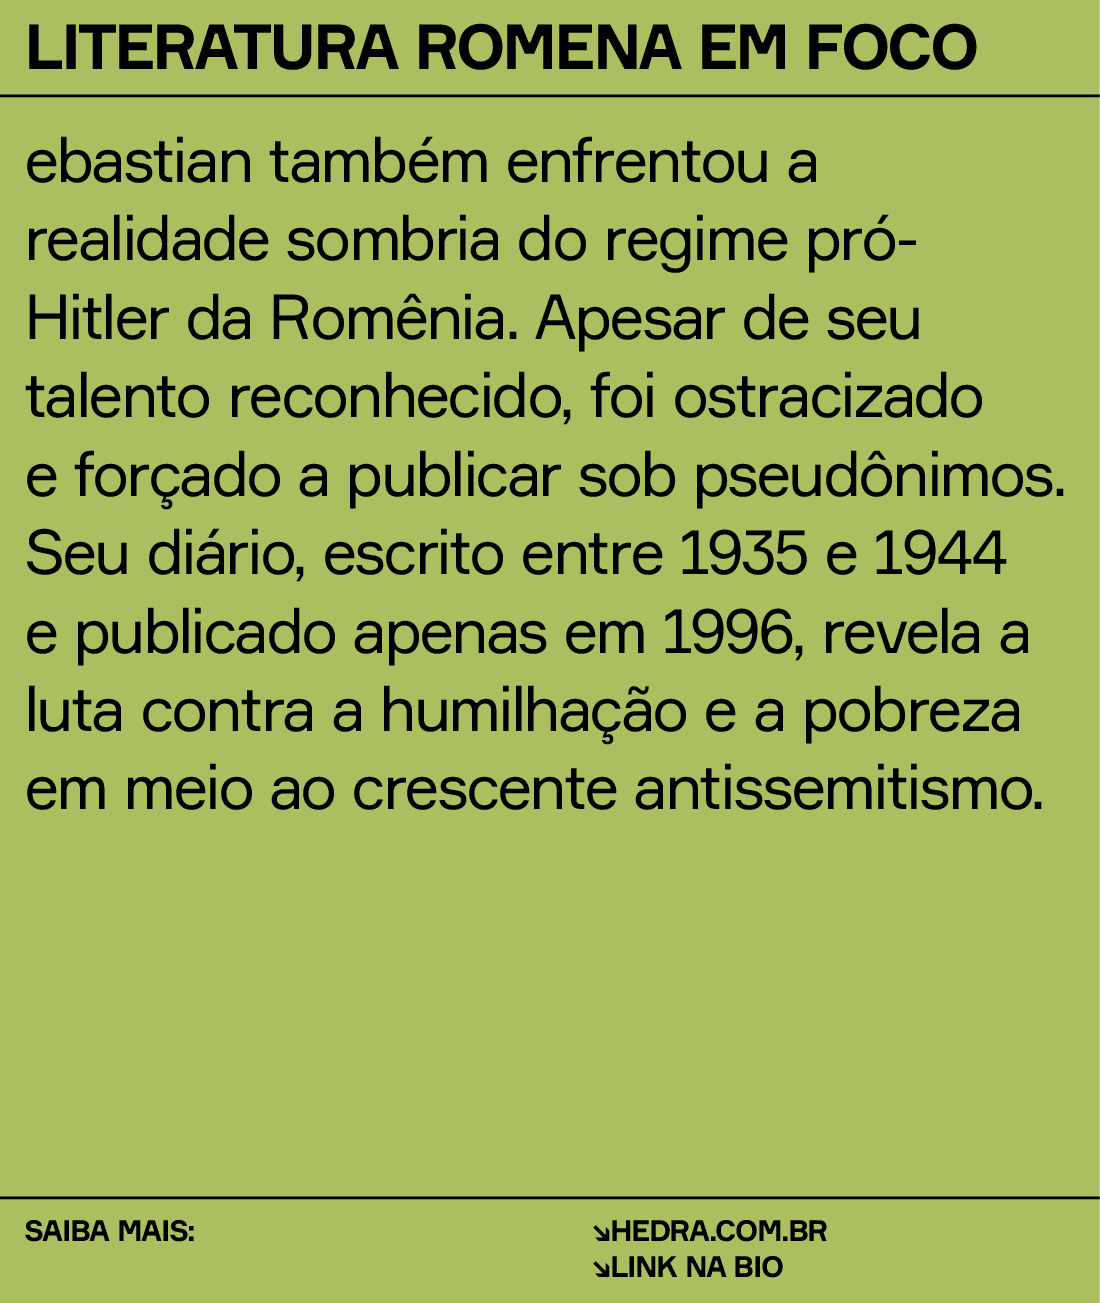 LITERATURA ROMENA EM FOCO
ebastian também enfrentou a
realidade sombria do regime pró-
Hitler da Romênia. Apesar de seu
talento reconhecido, foi ostracizado
e forçado a publicar sob pseudônimos.
Seu diário, escrito entre 1935 e 1944
e publicado apenas em 1996, revela a
luta contra a humilhação e a pobreza
em meio ao crescente antissemitismo.
SAIBA MAIS:
↘HEDRA.COM.BR
↘LINK NA BIO